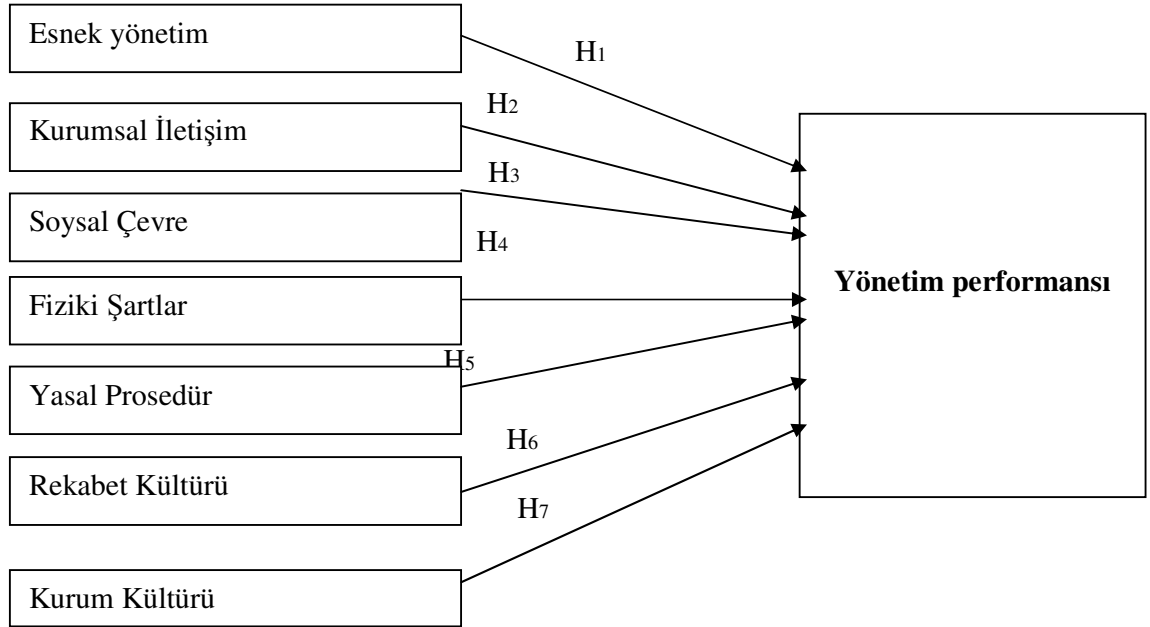 Esnek yönetim
H1
H2
Kurumsal İletişim
H3
Soysal Çevre
H4
Yönetim performansı
Fiziki Şartlar
H5
Yasal Prosedür
H6
Rekabet Kültürü
H7
Kurum Kültürü